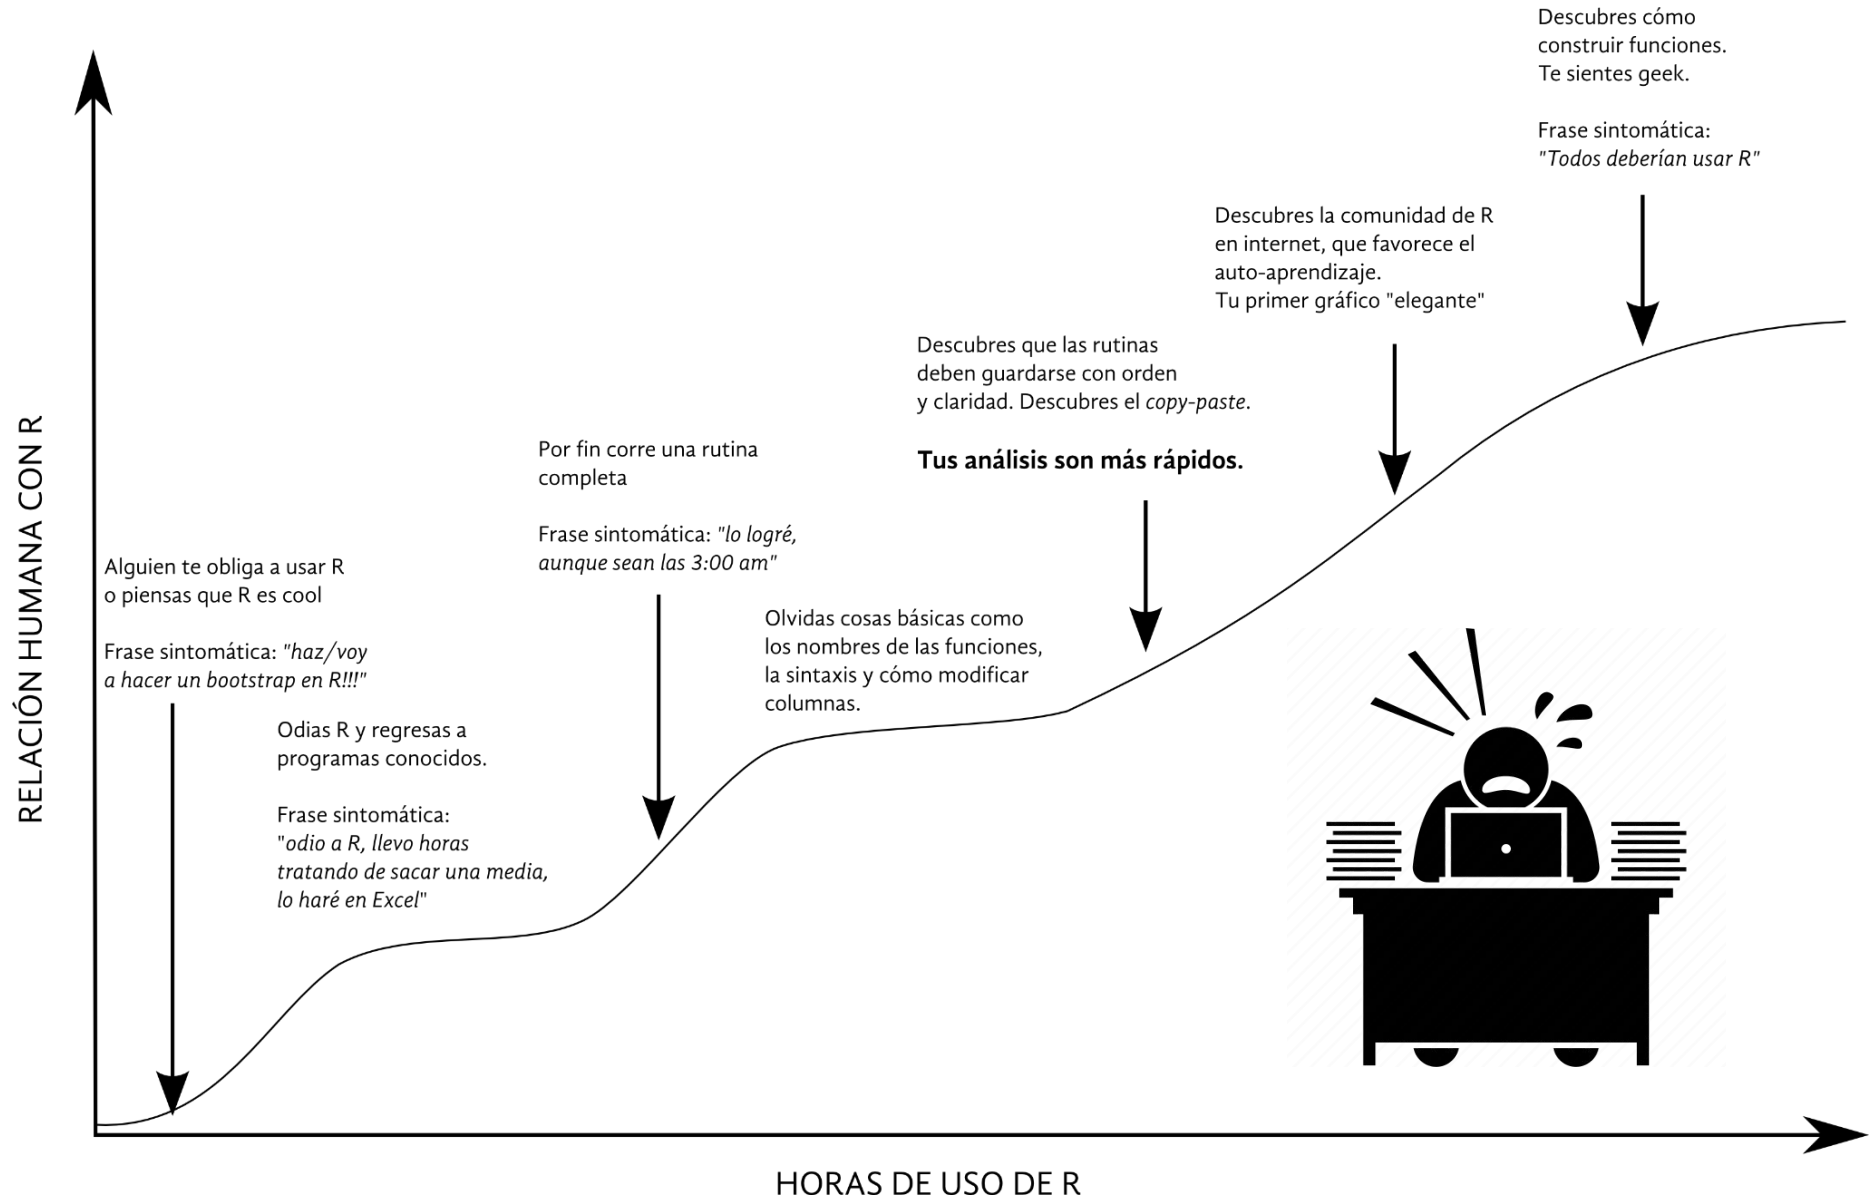 RELACIÓN HUMANA CON R
Alguien te obliga a usar R
o piensas que R es cool
Frase sintomática: "haz/voy
a hacer un bootstrap en R!!!"
Odias R y regresas a
programas conocidos.
Frase sintomática:
"odio a R, llevo horas
tratando de sacar una media,
lo haré en Excel"
Por fin corre una rutina
completa
Frase sintomática: "lo logré,
aunque sean las 3:00 am"
Olvidas cosas básicas como
los nombres de las funciones,
la sintaxis y cómo modificar
columnas.
Descubres que las rutinas
deben guardarse con orden
y claridad. Descubres el copy-paste.
Tus análisis son más rápidos.
Descubres la comunidad de R
en internet, que favorece el
auto-aprendizaje.
Tu primer gráfico "elegante"
Descubres cómo
construir funciones.
Te sientes geek.
Frase sintomática:
"Todos deberían usar R"
HORAS DE USO DE R